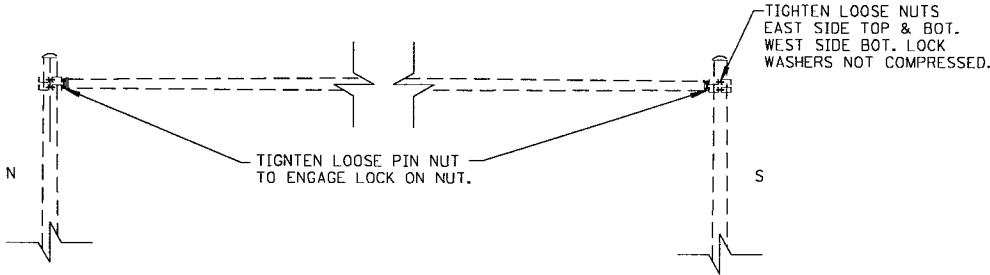 TIGHTEN LOOSE NUTS
EAST SIDE TOP & BOT.
WEST SIDE BOT. LOCK
WASHERS NOT COMPRESSED.
TIGNTEN LOOSE PIN NUT
TO ENGAGE LOCK ON NUT.
N
S